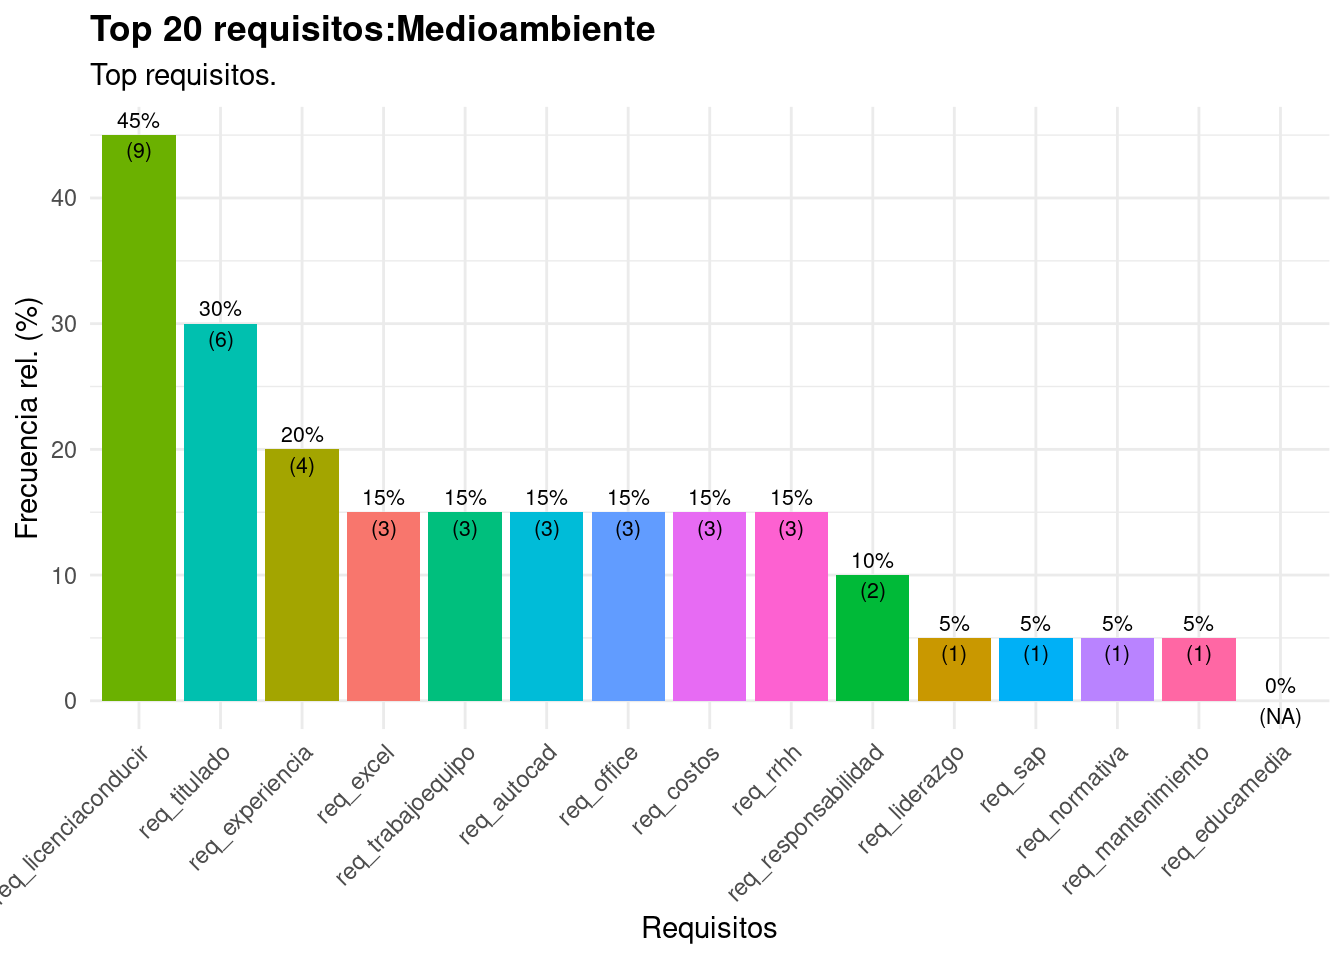 Top 20 requisitos:Medioambiente
Top requisitos.
Frecuencia rel. (%)
40
30
20
10
0
45%
(9)
30%
(6)
20%
(4)
15%
(3)
15%
(3)
15%
(3)
15%
(3)
15%
(3)
15%
(3)
10%
(2)
5%
(1)
5%
(1)
5%
(1)
5%
(1)
0%
(NA)
req_licenciaconducir
req_titulado
req_experiencia
req_excel
req_trabajoequipo
req_autocad
req_office
req_costos
req_rrhh
req_responsabilidad
req_liderazgo
req_sap
req_normativa
req_mantenimiento
req_educamedia
Requisitos